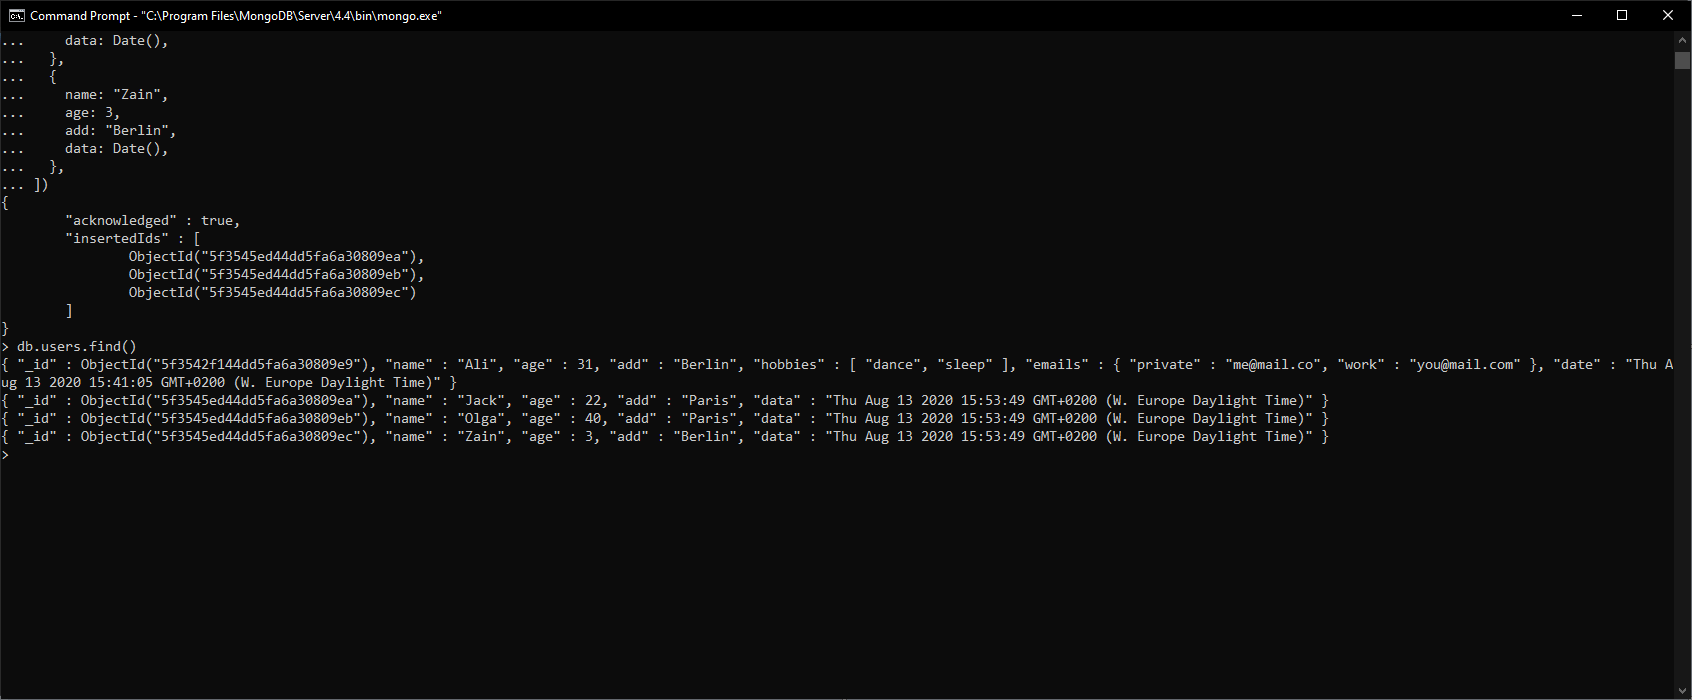 Command Prompt - "C:\Program Files\MongoDB\Server\4.4\bin\mongo.exe"
...     data: Date(),
...   },
...   {
...     name: "Zain",
...     age: 3,
...     add: "Berlin",
...     data: Date(),
...   },
... ])
{
        "acknowledged" : true,
        "insertedIds" : [
                ObjectId("5f3545ed44dd5fa6a30809ea"),
                ObjectId("5f3545ed44dd5fa6a30809eb"),
                ObjectId("5f3545ed44dd5fa6a30809ec")
        ]
}
> db.users.find()
{ "_id" : ObjectId("5f3542f144dd5fa6a30809e9"), "name" : "Ali", "age" : 31, "add" : "Berlin", "hobbies" : [ "dance", "sleep" ], "emails" : { "private" : "me@mail.co", "work" : "you@mail.com" }, "date" : "Thu A
ug 13 2020 15:41:05 GMT+0200 (W. Europe Daylight Time)" }
{ "_id" : ObjectId("5f3545ed44dd5fa6a30809ea"), "name" : "Jack", "age" : 22, "add" : "Paris", "data" : "Thu Aug 13 2020 15:53:49 GMT+0200 (W. Europe Daylight Time)" }
{ "_id" : ObjectId("5f3545ed44dd5fa6a30809eb"), "name" : "Olga", "age" : 40, "add" : "Paris", "data" : "Thu Aug 13 2020 15:53:49 GMT+0200 (W. Europe Daylight Time)" }
{ "_id" : ObjectId("5f3545ed44dd5fa6a30809ec"), "name" : "Zain", "age" : 3, "add" : "Berlin", "data" : "Thu Aug 13 2020 15:53:49 GMT+0200 (W. Europe Daylight Time)" }
>